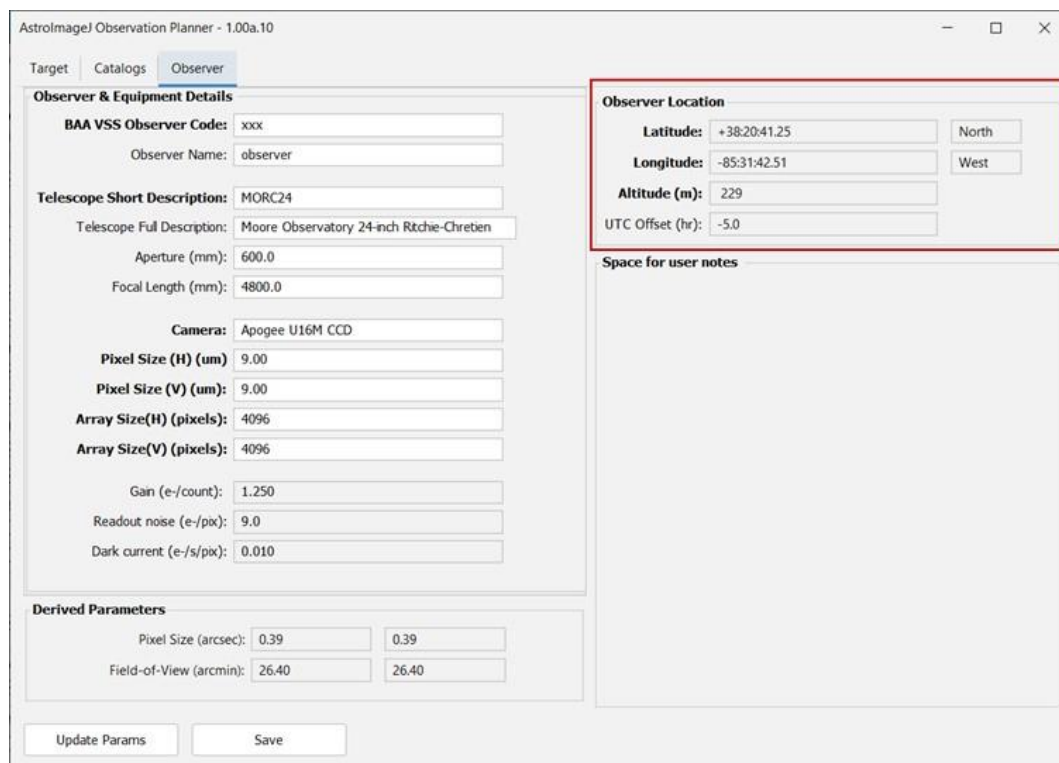 AstroImageJ Observation Planner - 1.00a.10
Target Catalogs Observer
Observer & Equipment Details
BAA VSS Observer Code: xxx
Observer Name: observer
Telescope Short Description: MORC24
Telescope Full Description: Moore Observatory 24-inch Ritchie-Chretien
Aperture (mm): 600.0
Focal Length (mm): 4800.0
Camera: Apogee U16M CCD
Pixel Size (H) (um) 9.00
Pixel Size (V) (um): 9.00
Array Size(H) (pixels): 4096
Array Size(V) (pixels): 4096
Gain (e-/count): 1.250
Readout noise (e-/pix): 9.0
Dark current (e-/s/pix): 0.010
Derived Parameters
Pixel Size (arcsec): 0.39 0.39
Field-of-View (arcmin): 26.40 26.40
Update Params Save
Observer Location
Latitude: +38:20:41.25 North
Longitude: -85:31:42.51 West
Altitude (m): 229
UTC Offset (hr): -5.0
Space for user notes